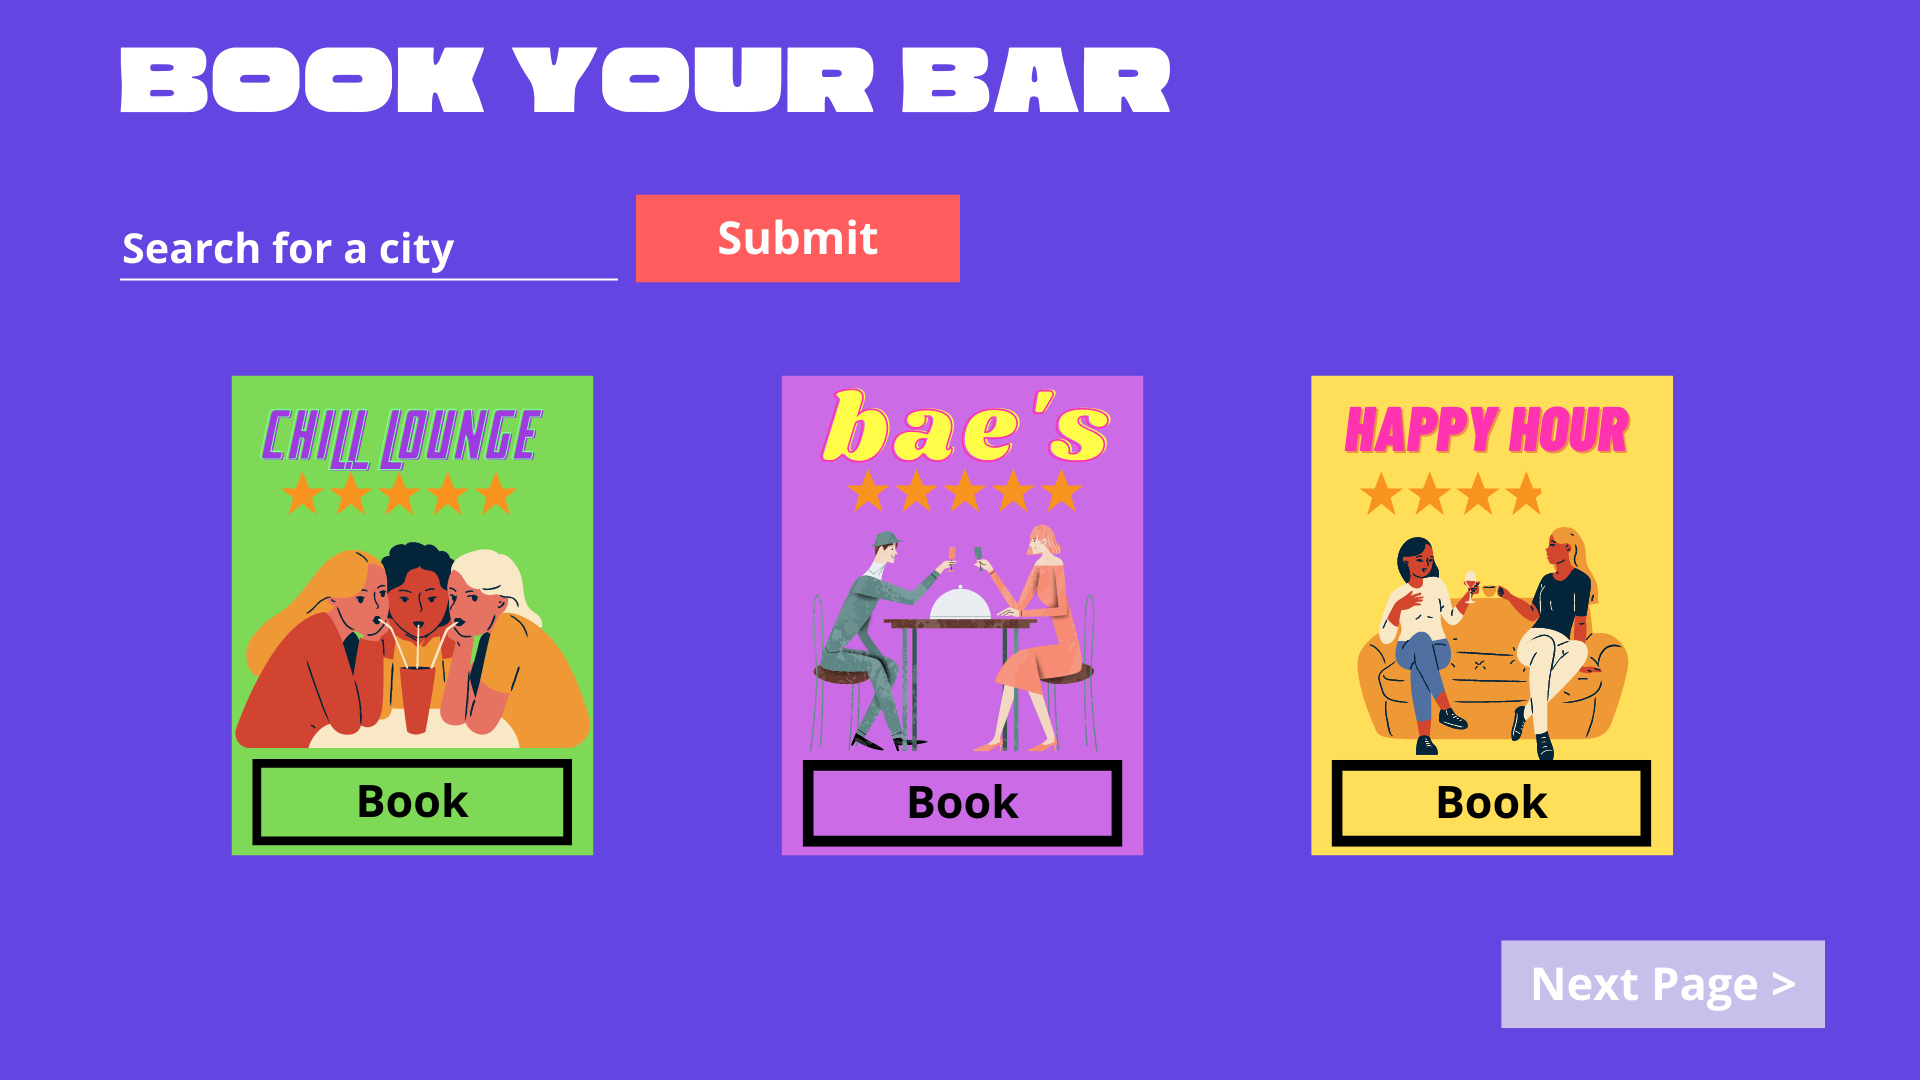 BOOK YOUR BAR
Search for a city
Submit
CHILL LOUNGE
bae's
HAPPY HOUR
Book
Book
Book
Next Page >